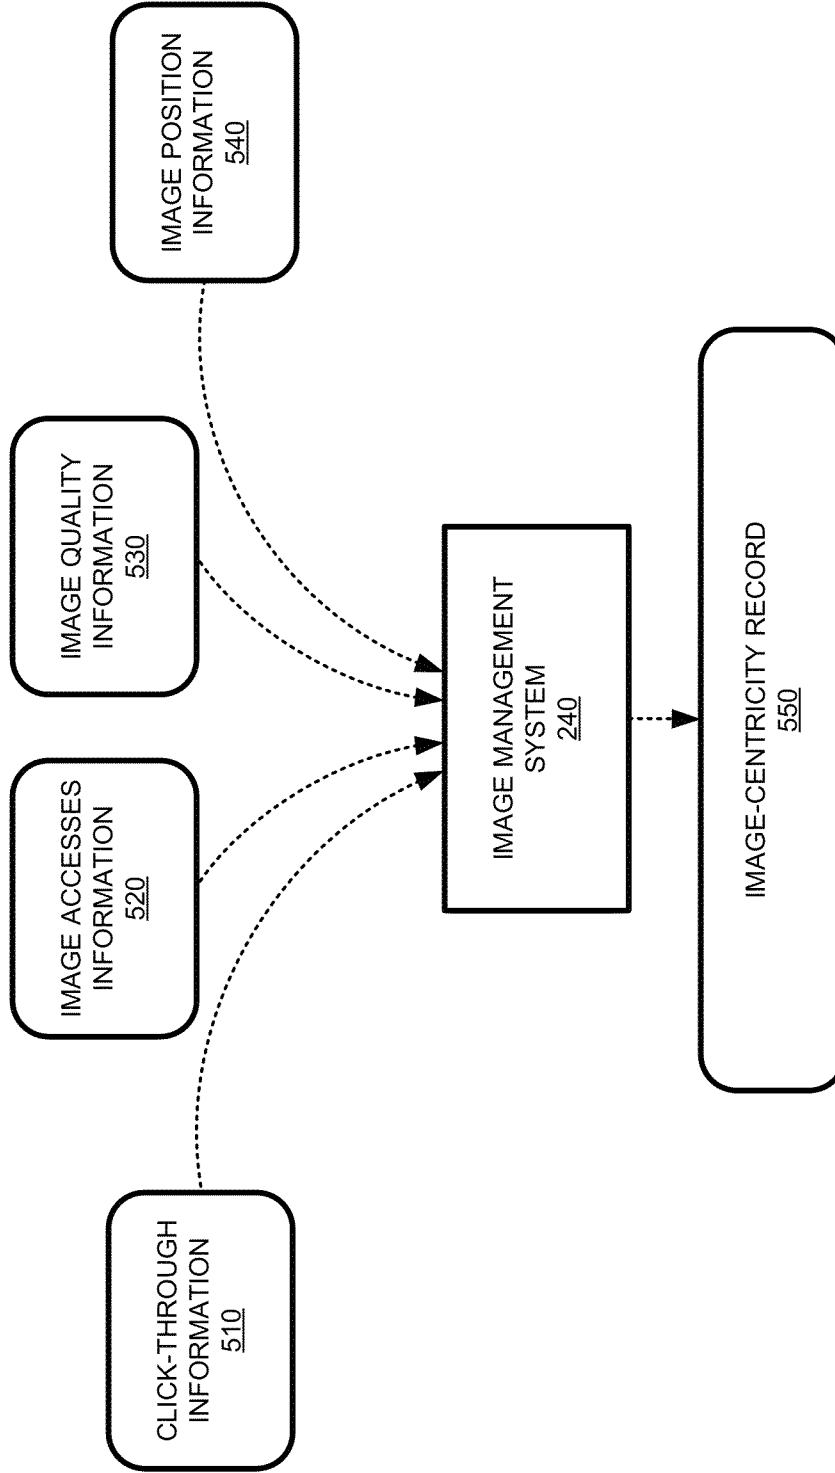 CLICK-THROUGH
INFORMATION
510
IMAGE ACCESSES
INFORMATION
520
IMAGE QUALITY
INFORMATION
530
IMAGE POSITION
INFORMATION
540
IMAGE MANAGEMENT
SYSTEM
240
IMAGE-CENTRICITY RECORD
550